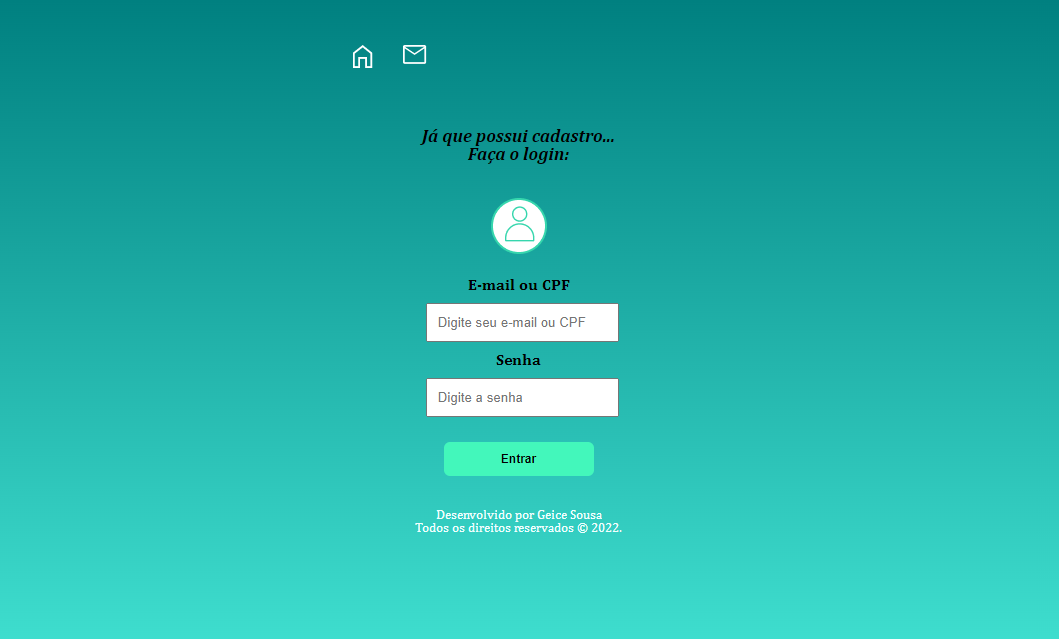 Já que possui cadastro...
Faça o login:
E-mail ou CPF
Digite seu e-mail ou CPF
Senha
Digite a senha
Entrar
Desenvolvido por Geice Sousa
Todos os direitos reservados © 2022.